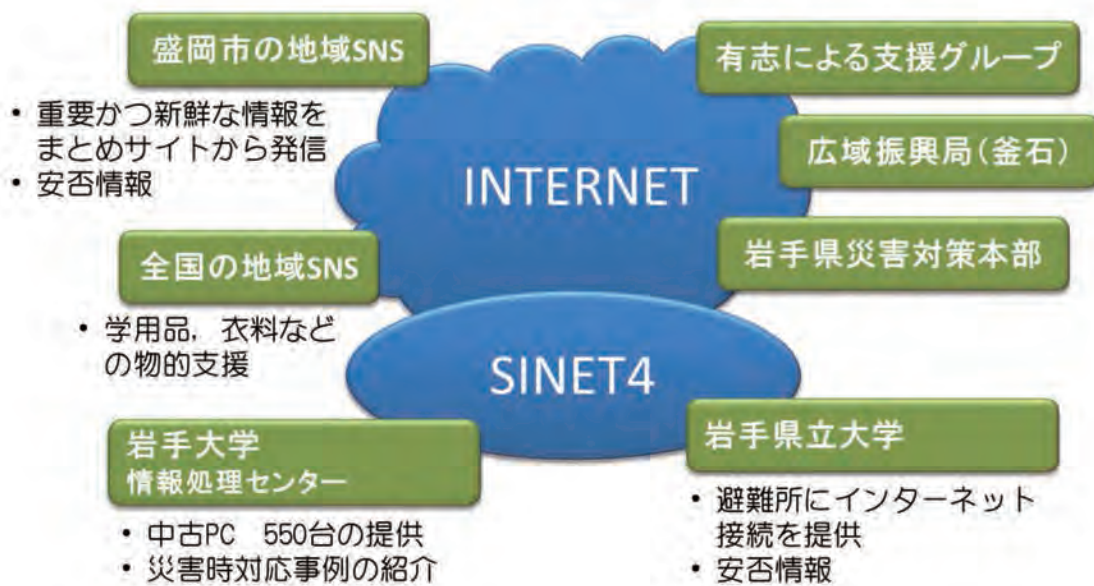 盛岡市の地域SNS
• 重要かつ新鮮な情報を
まとめサイトから発信
• 安否情報
全国の地域SNS
• 学用品，衣料など
の物的支援
INTERNET
SINET4
有志による支援グループ
広域振興局(釜石)
岩手県災害対策本部
岩手大学
情報処理センター
• 中古PC 550台の提供
• 災害時対応事例の紹介
岩手県立大学
• 避難所にインターネット
接続を提供
• 安否情報